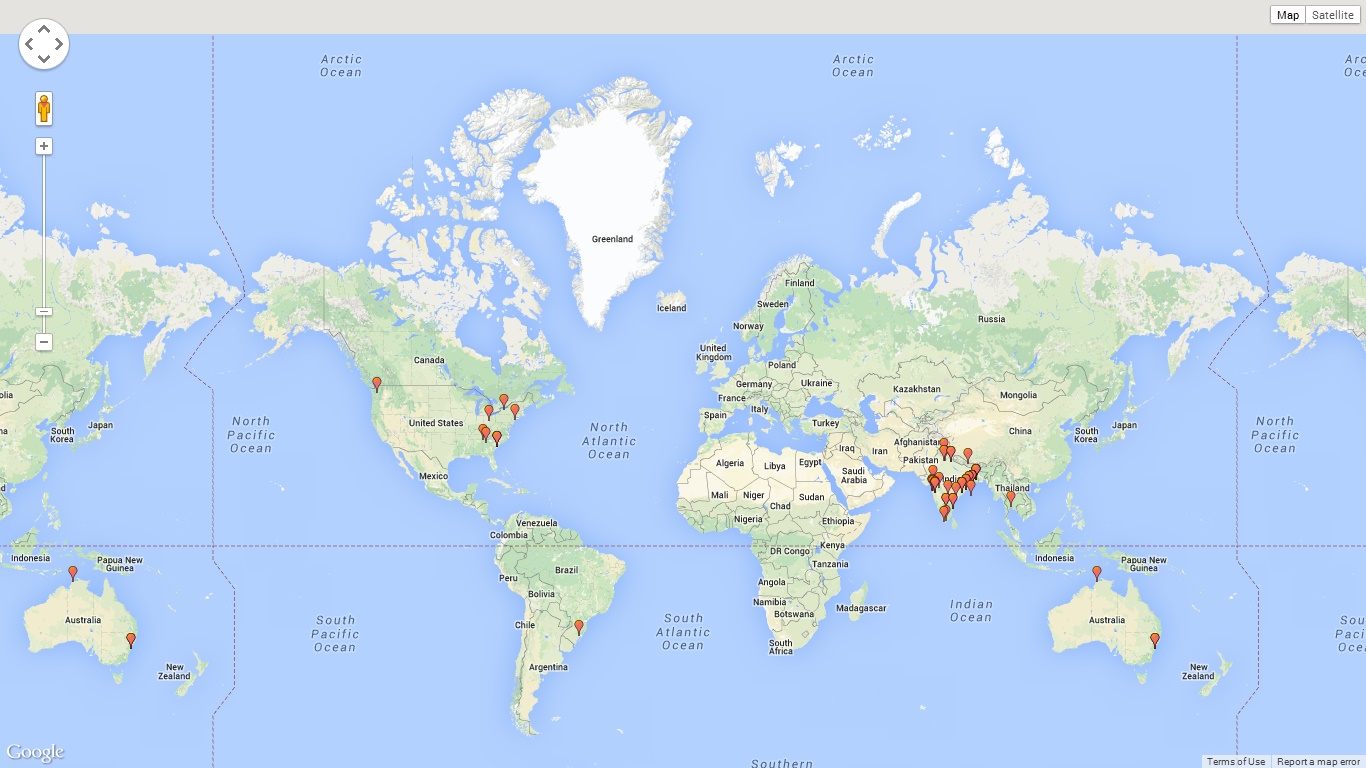 Map
Satellite
Arctic
Ocean
Arctic
Ocean
Arc
Oce
Greenland
Finland
Iceland
Sweden
Russia
Norway
United
Kingdom
Canada
Poland
Germany
Ukraine
Kazakhstan
Mongolia
olia
France
Italy
Spain
Turkey
United States
North
Pacific
Ocean
North
Atlantic
Ocean
North
Pacific
Ocean
South
Korea
Japan
China
South
Korea
Japan
na
Afghanistan
Iraq
Iran
Pakistan
Algeria
Libya
Egypt
Saudi
Arabia
Mexico
Indi
Thailand
d
Mali
Niger
Chad
Sudan
Nigeria
Ethiopia
Venezuela
Colombia
Kenya
DR Congo
Tanzania
Indonesia
Papua New
Guinea
Indonesia
Papua New
Guinea
Peru
Brazil
Bolivia
Angola
Namibia
Botswana
Madagascar
Indian
Ocean
Australia
South
Pacific
Ocean
Chile
South
Atlantic
Ocean
South
Africa
Australia
Sou
Paci
Oce
New
Zealand
Argentina
New
Zealand
Google
Southern
Terms of Use
Report a map error